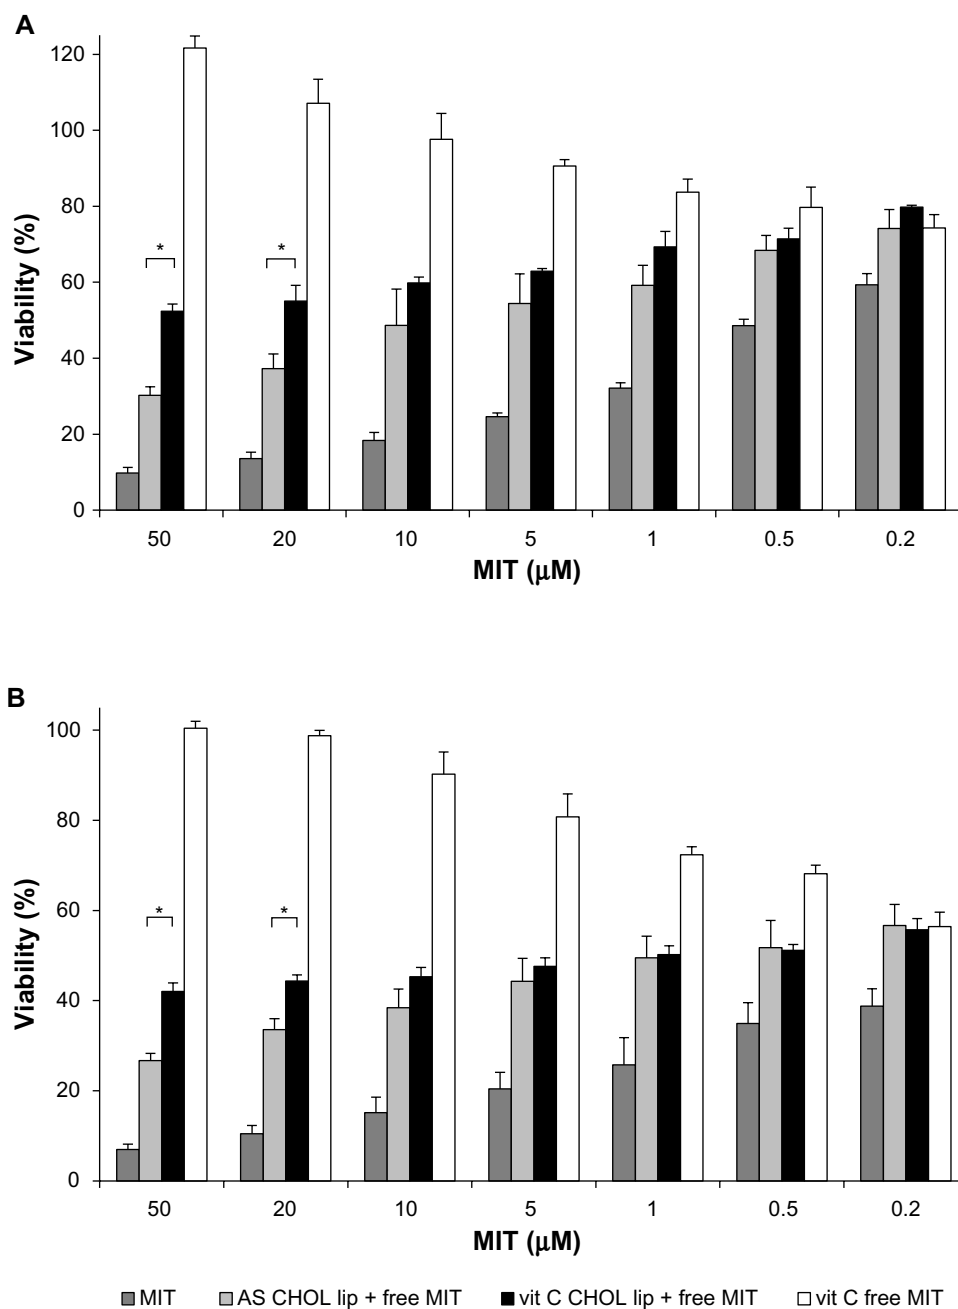 A
Viability (%)
120
100
80
60
40
20
0
*
*
50 20 10 5 1 0.5 0.2
MIT (μM)
B
Viability (%)
100
80
60
40
20
0
*
*
50 20 10 5 1 0.5 0.2
MIT (μM)
MIT AS CHOL lip + free MIT vit C CHOL lip + free MIT vit C free MIT